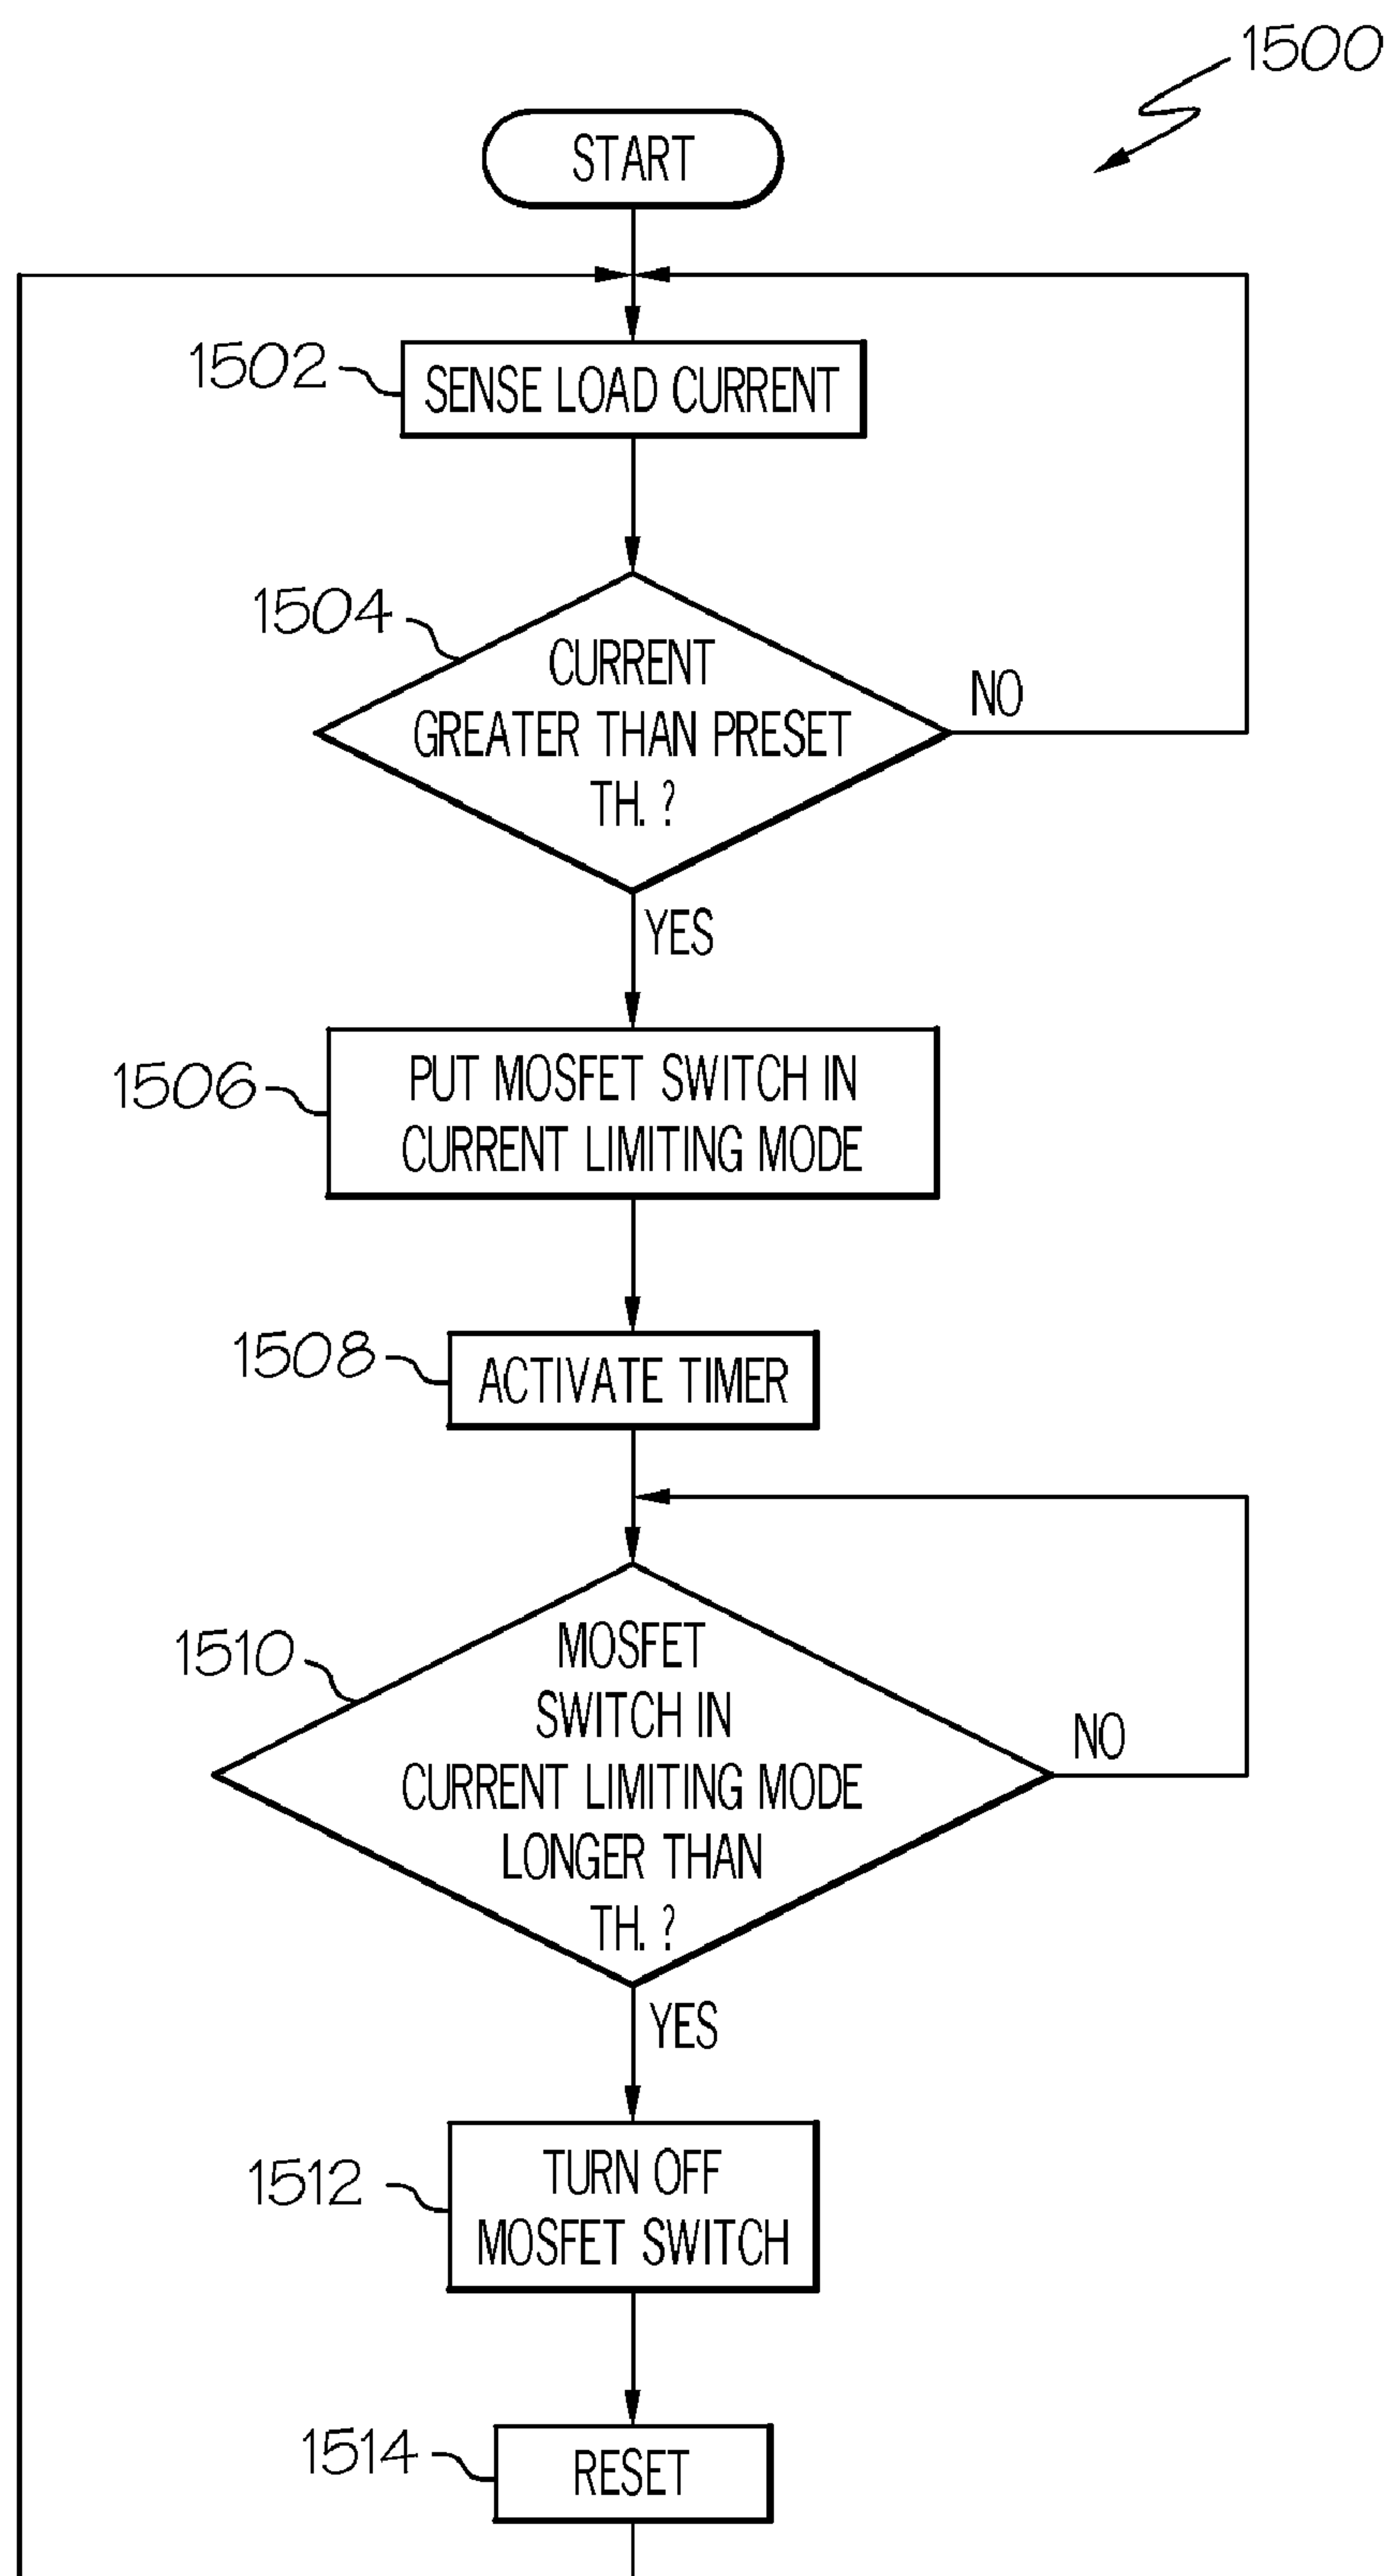 1500
START
1502
SENSE LOAD CURRENT
1504
CURRENT
GREATER THAN PRESET
TH. ?
NO
YES
1506
PUT MOSFET SWITCH IN
CURRENT LIMITING MODE
1508
ACTIVATE TIMER
1510
MOSFET
SWITCH IN
CURRENT LIMITING MODE
LONGER THAN
TH. ?
NO
YES
1512
TURN OFF
MOSFET SWITCH
1514
RESET